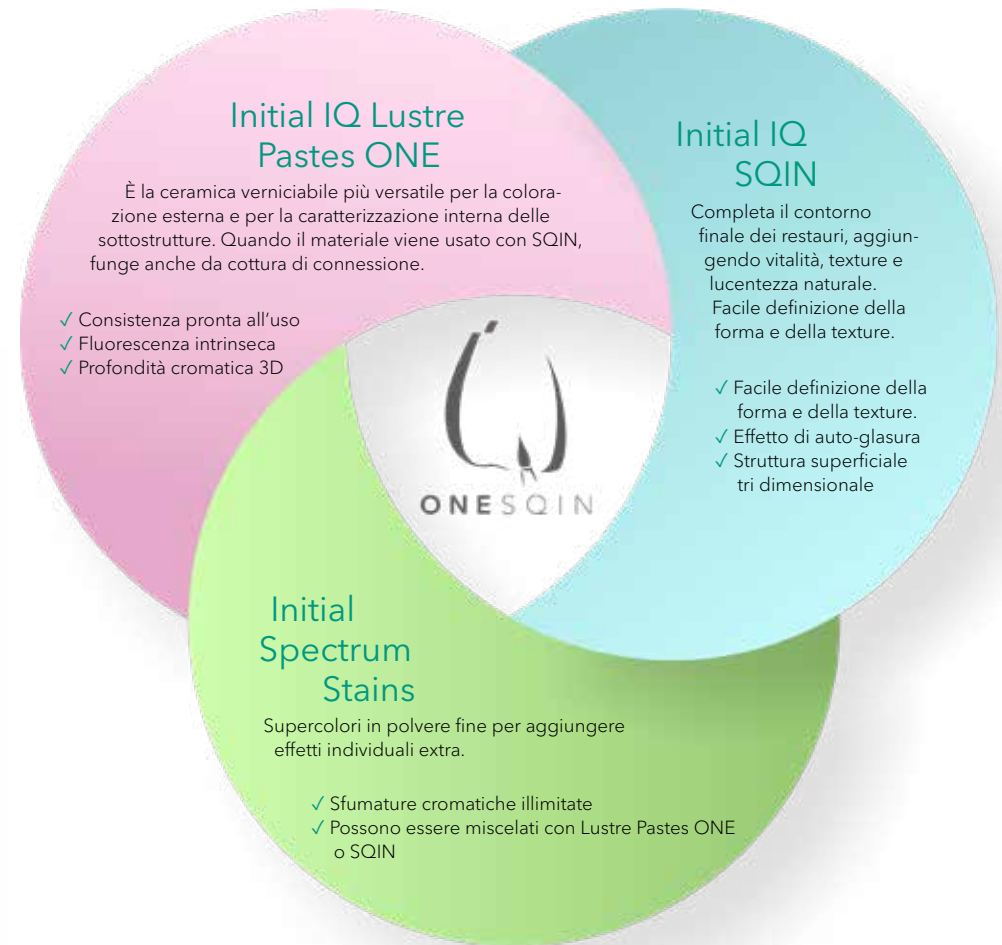 Initial IQ Lustre
Pastes ONE
È la ceramica verniciabile più versatile per la colora-
zione esterna e per la caratterizzazione interna delle
sottostrutture. Quando il materiale viene usato con SQIN,
funge anche da cottura di connessione.
✓ Consistenza pronta all'uso
✓ Fluorescenza intrinseca
✓ Profondità cromatica 3D
Initial IQ
SQIN
Completa il contorno
finale dei restauri, aggiun-
gendo vitalità, texture e
lucentezza naturale.
Facile definizione della
forma e della texture.
✓ Facile definizione della
forma e della texture.
✓ Effetto di auto-glasura
✓ Struttura superficiale
tri dimensionale
ONESQIN
Initial
Spectrum
Stains
Supercolori in polvere fine per aggiungere
effetti individuali extra.
✓ Sfumature cromatiche illimitate
✓ Possono essere miscelati con Lustre Pastes ONE
o SQIN